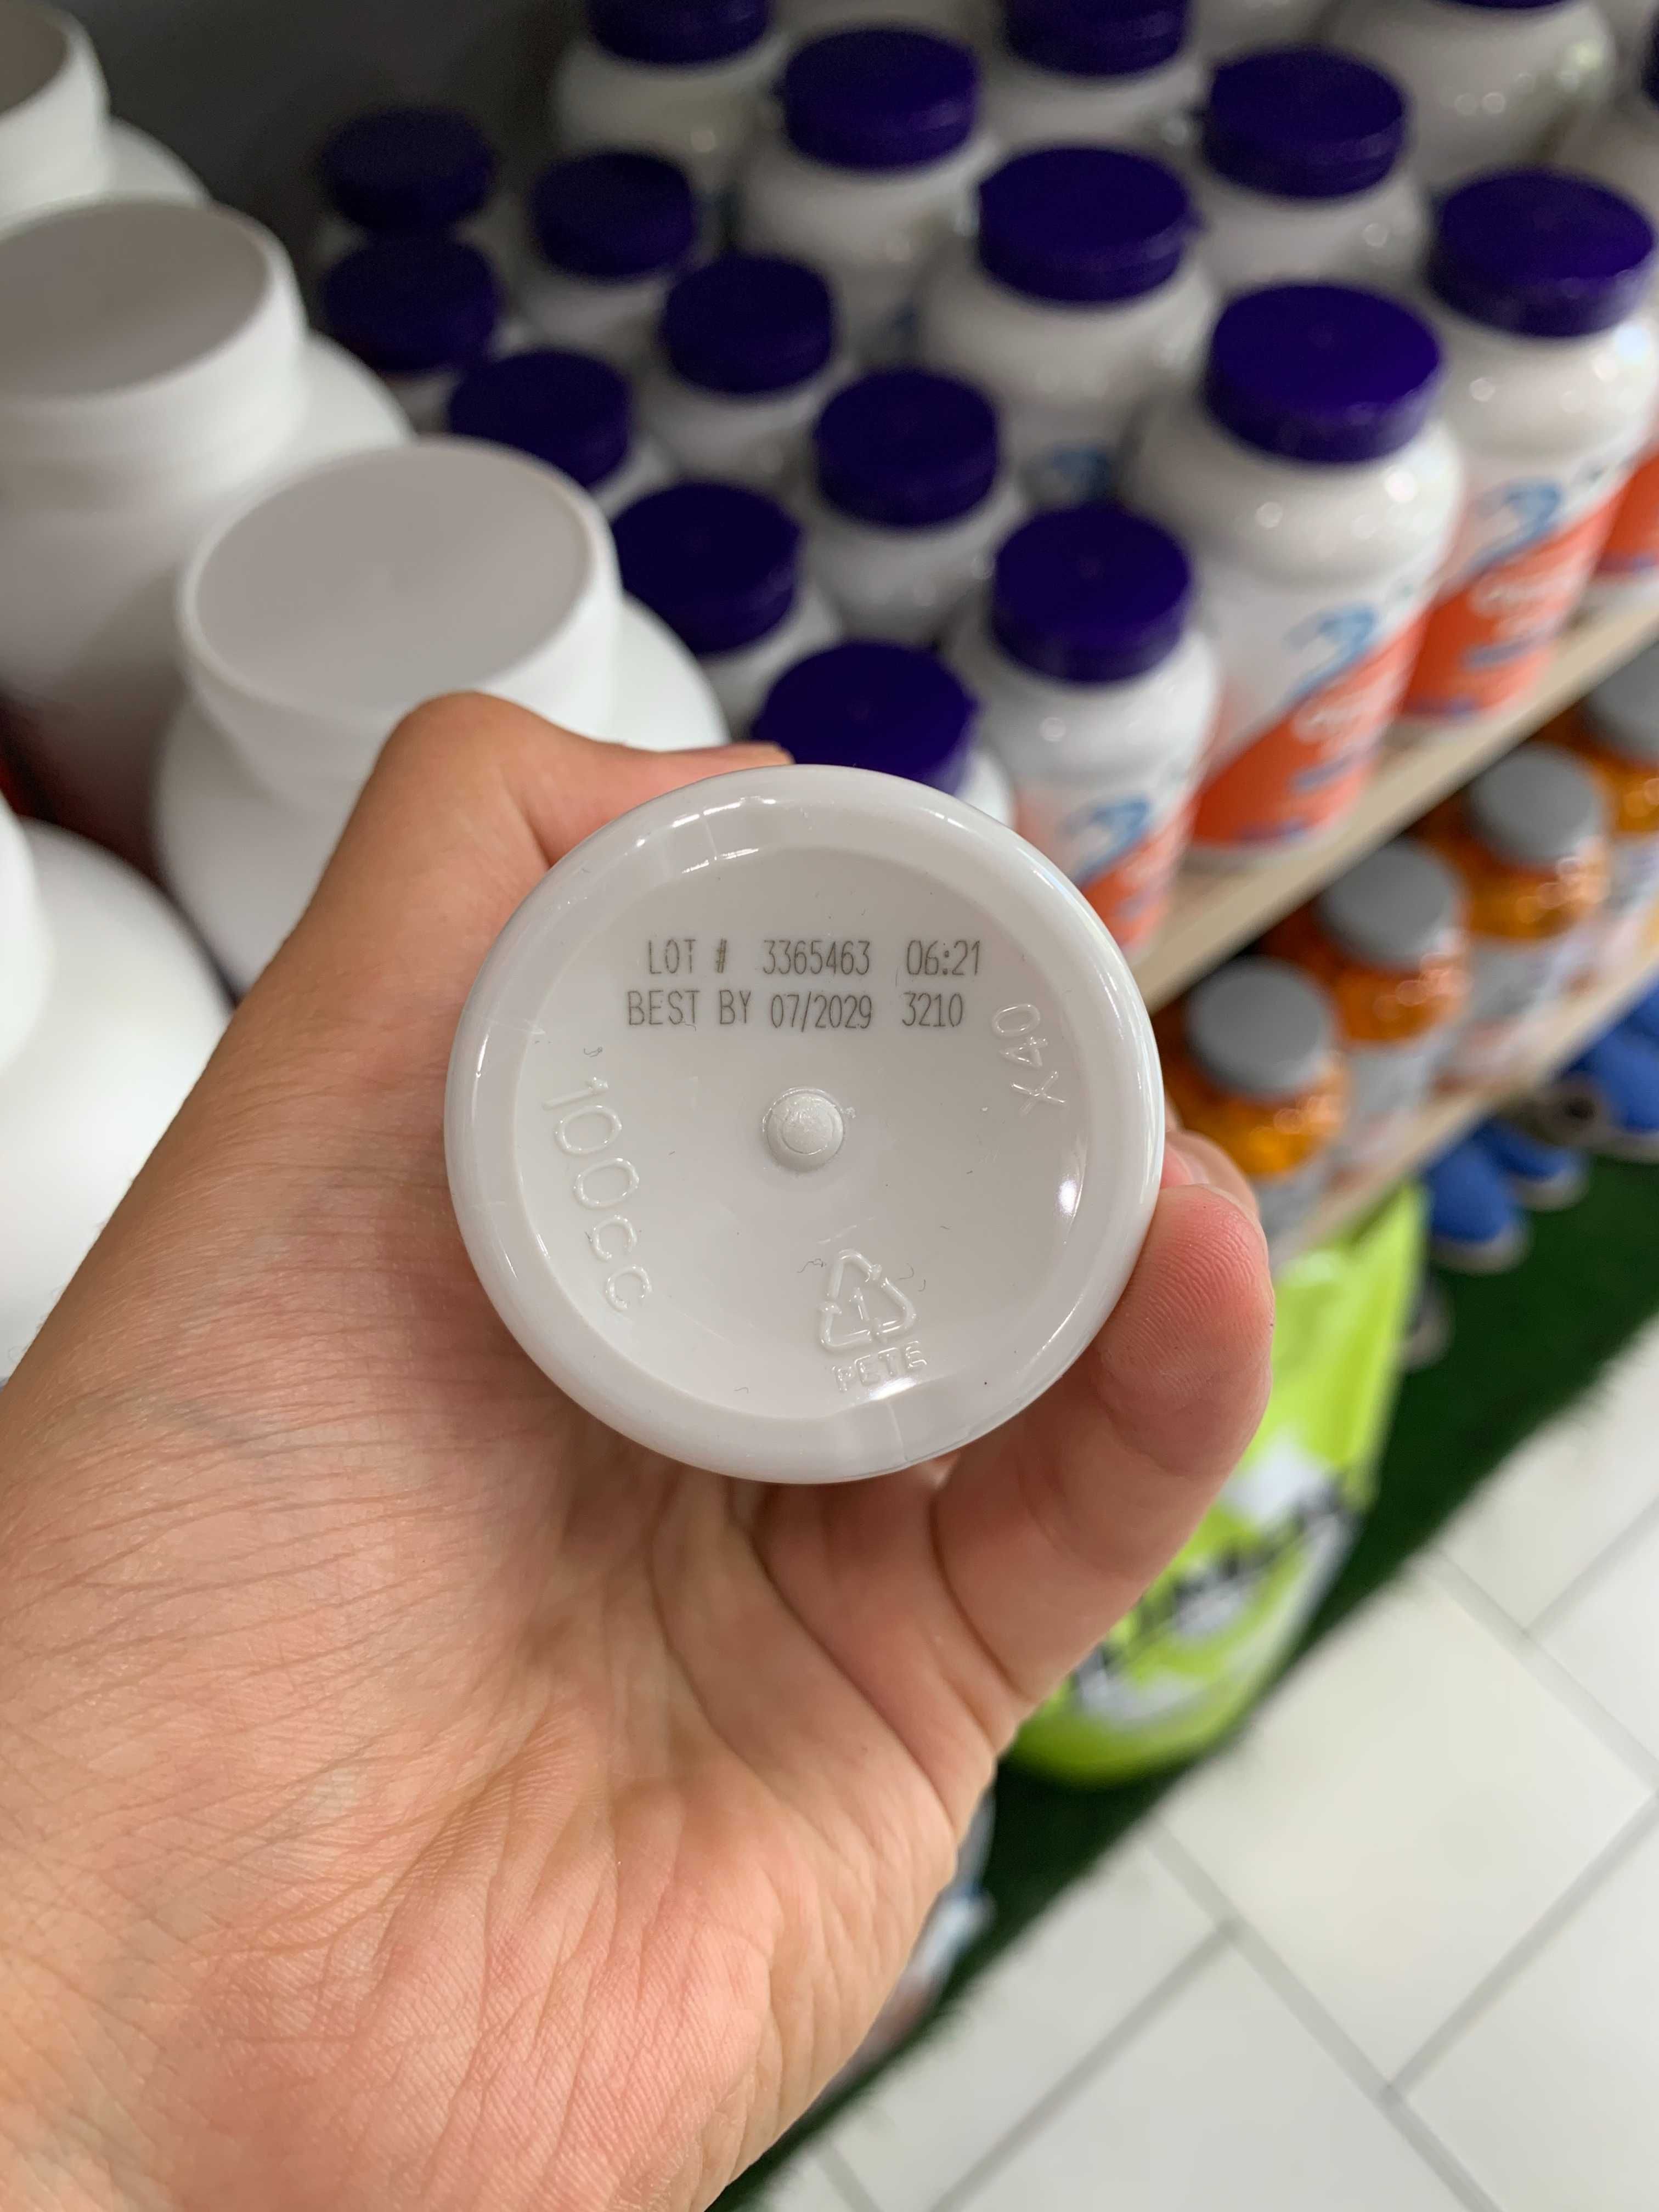 LOT # 3365463 06:21
BEST BY 07/2029 3210
X40
100cc
1
PETE